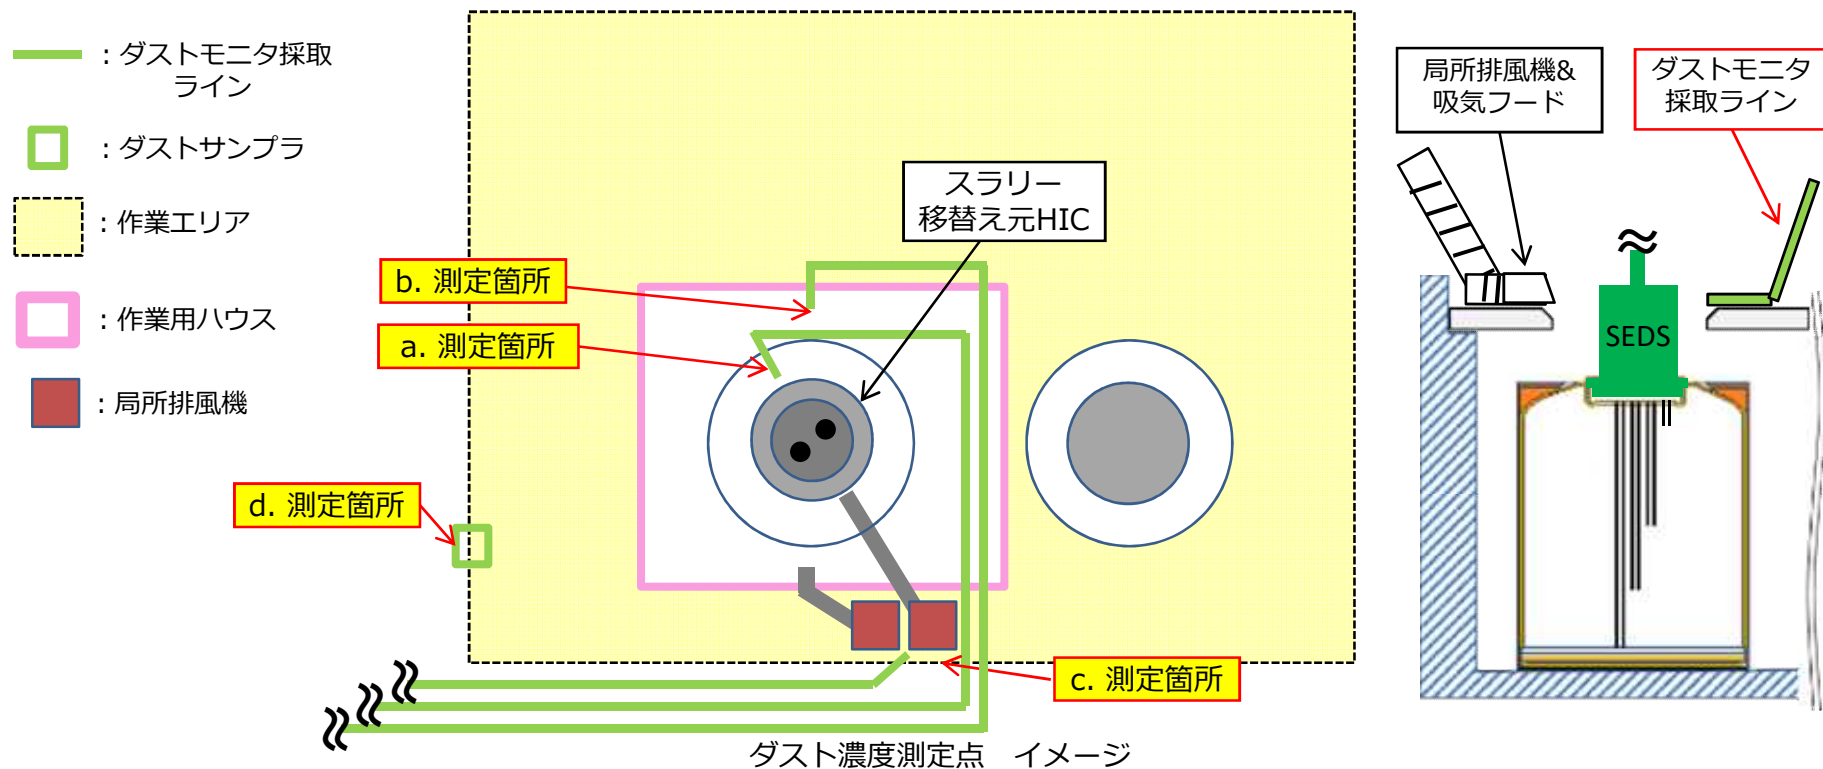 ：ダストモニタ採取
ライン
：ダストサンプラ
：作業エリア
：作業用ハウス
：局所排風機
スラリー
移替え元HIC
b. 測定箇所
a. 測定箇所
d. 測定箇所
c. 測定箇所
ダスト濃度測定点　イメージ
局所排風機&
吸気フード
ダストモニタ
採取ライン
SEDS